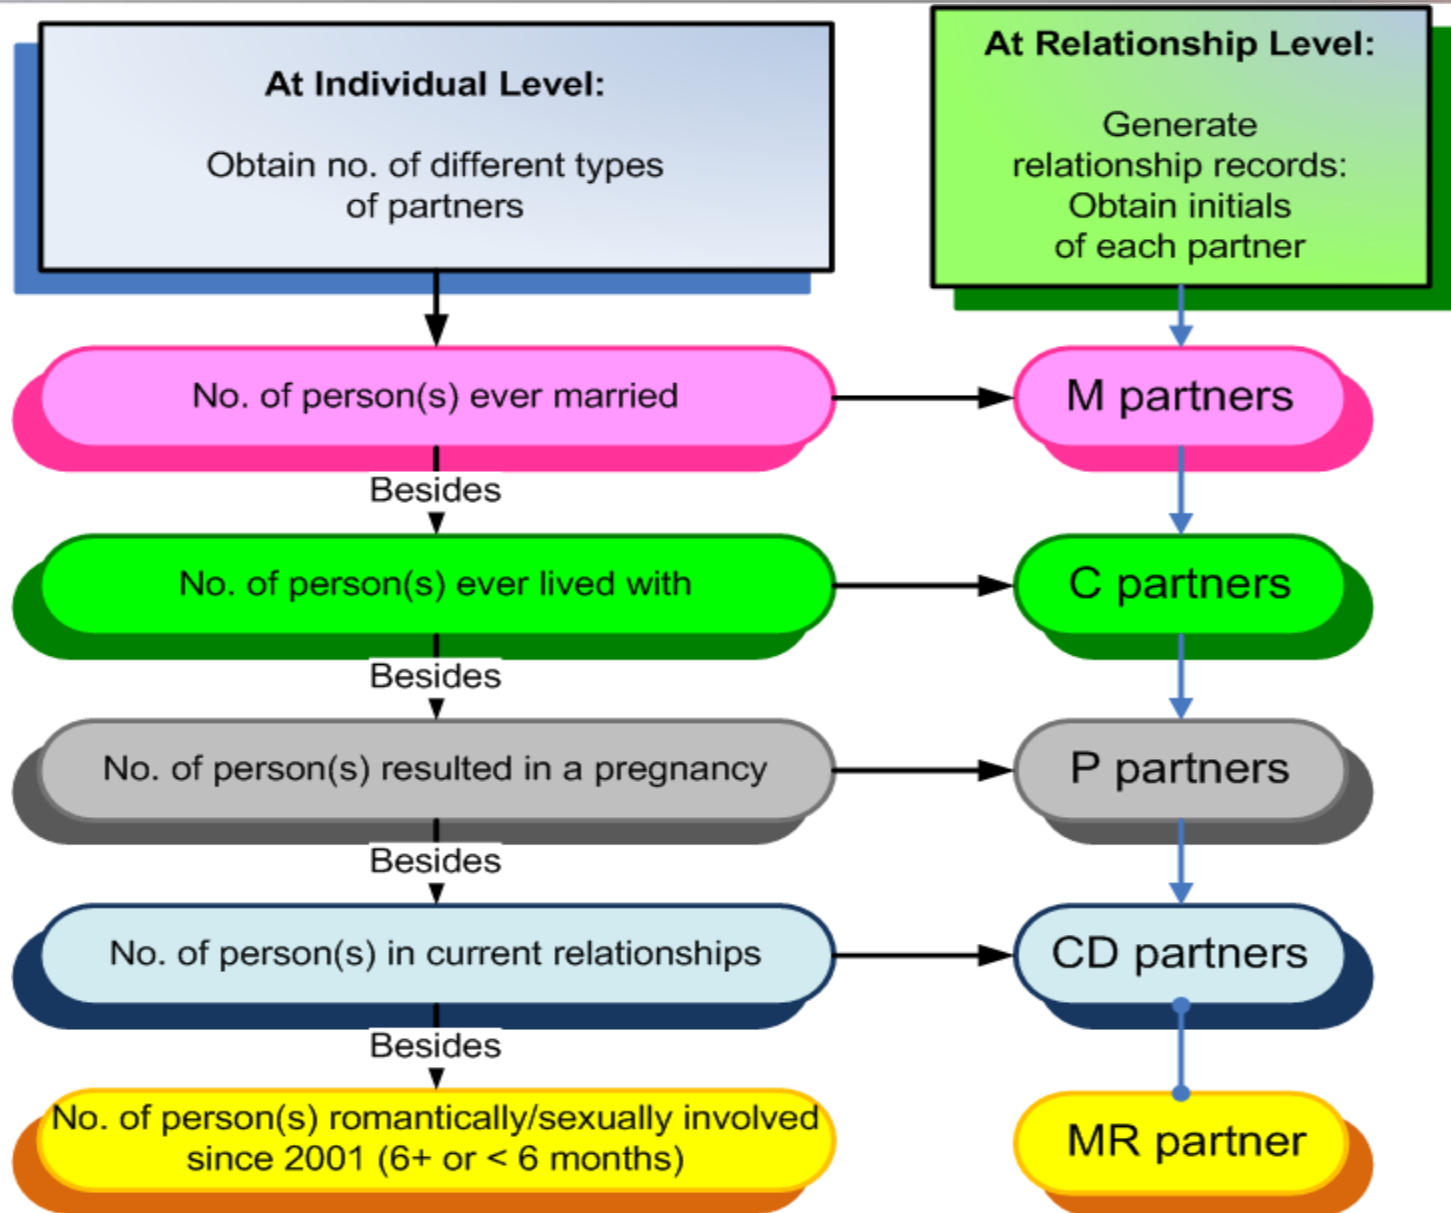 At Individual Level:
Obtain no. of different types
of partners
At Relationship Level:
Generate
relationship records:
Obtain initials
of each partner
No. of person(s) ever married
M partners
Besides
No. of person(s) ever lived with
C partners
Besides
No. of person(s) resulted in a pregnancy
P partners
Besides
No. of person(s) in current relationships
CD partners
Besides
No. of person(s) romantically/sexually involved
since 2001 (6+ or < 6 months)
MR partner